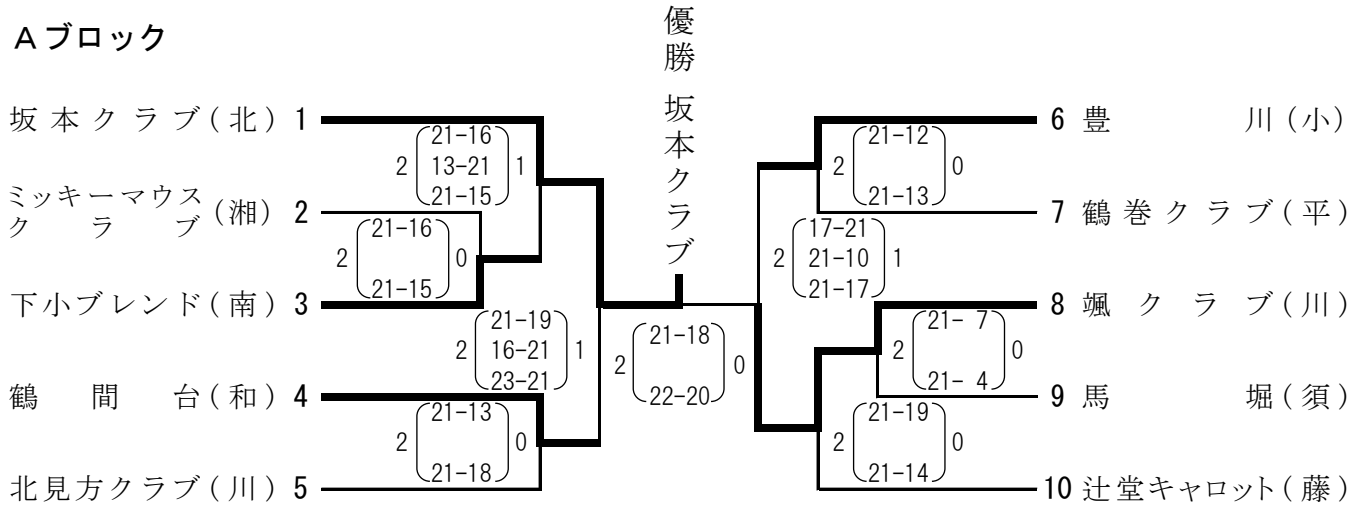 Aブロック
優勝 坂本クラブ
坂本クラブ(北) 1
21-16
2 13-21 1
21-15
ミッキーマウス
クラブ
(湘) 2
21-16
2 0
21-15
下小ブレンド(南) 3
21-19
2 16-21 1
23-21
鶴間台(和) 4
21-13
2 0
21-18
北見方クラブ(川) 5
21-18
2 0
22-20
6 豊川(小)
21-12
2 0
21-13
7 鶴巻クラブ(平)
17-21
2 21-10 1
21-17
8 颯クラブ(川)
21- 7
2 0
21- 4
9 馬堀(須)
21-19
2 0
21-14
10 辻堂キャロット(藤)